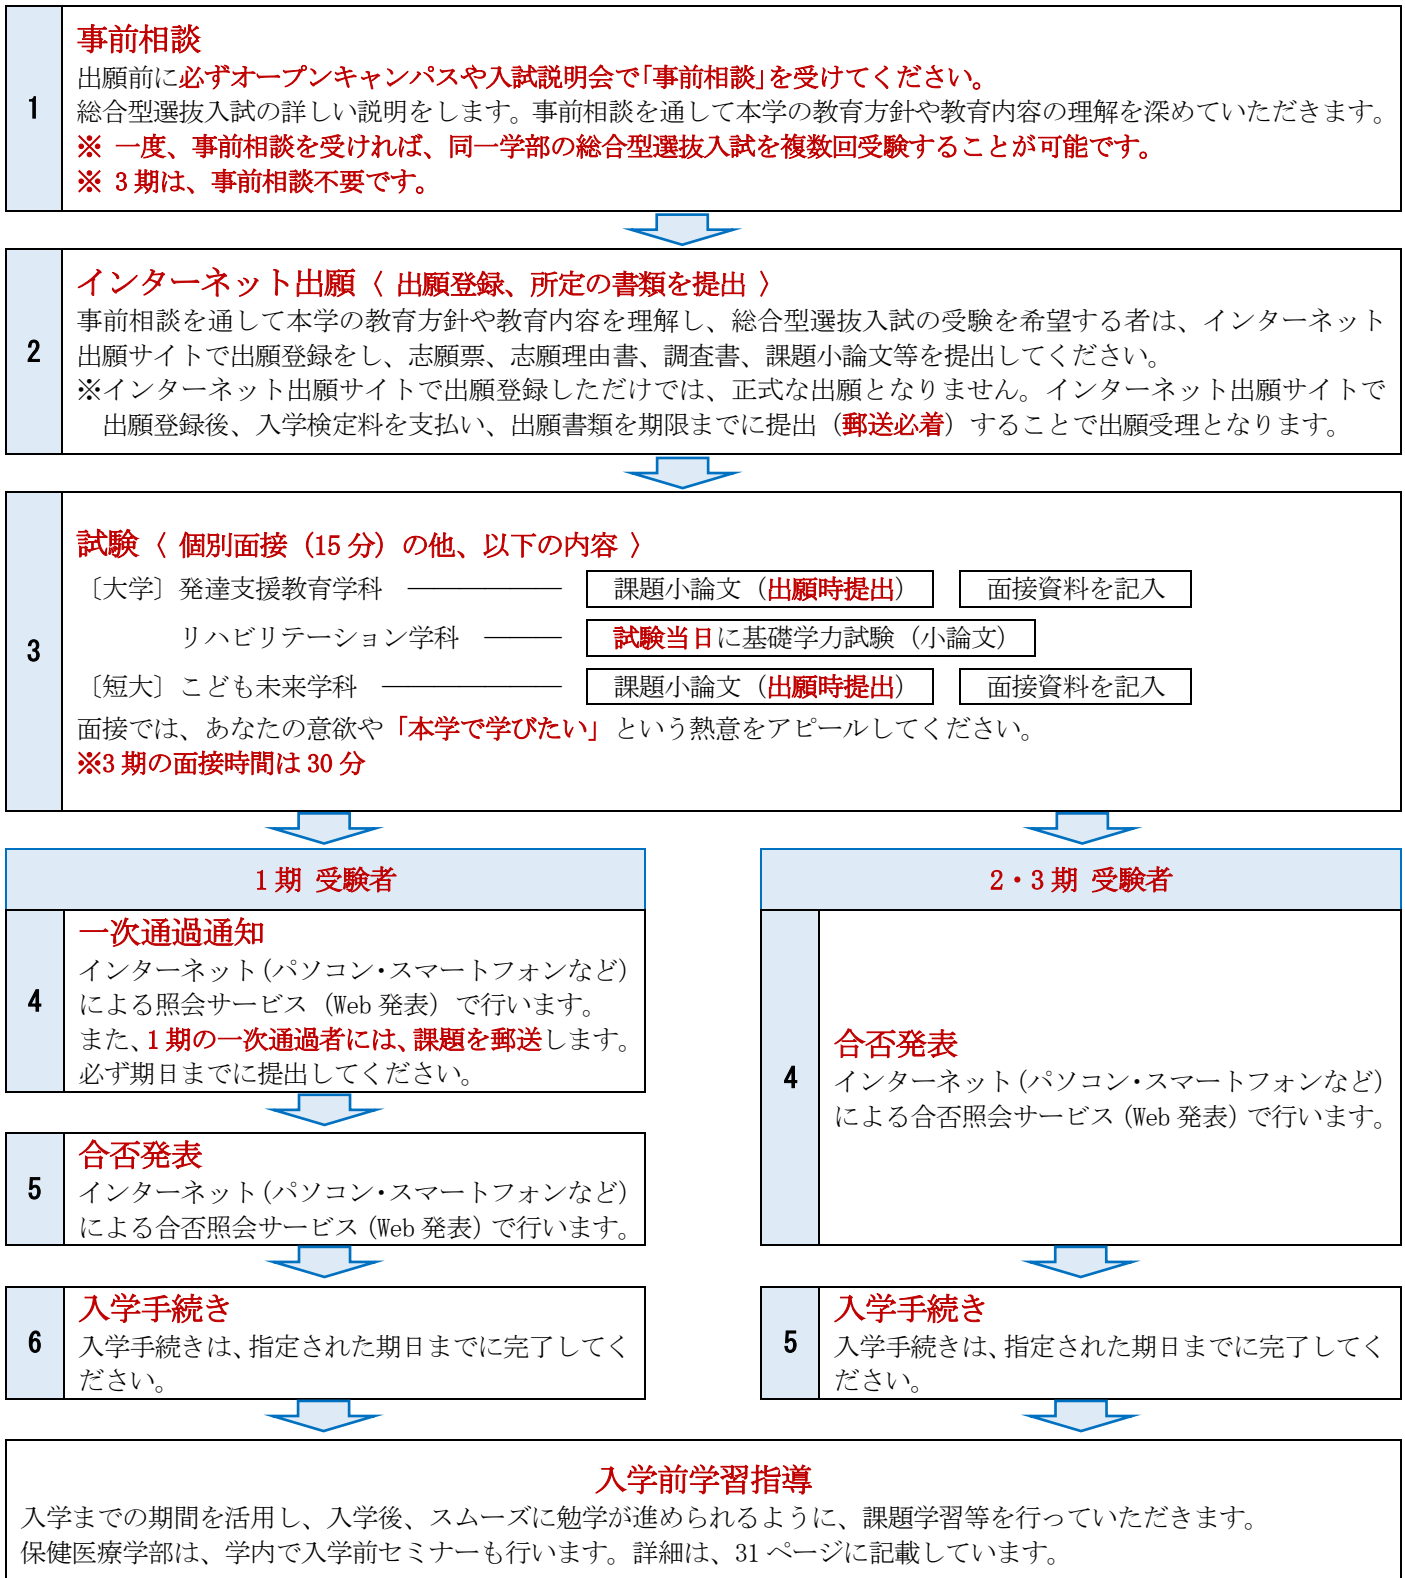 1
事前相談
出願前に必ずオープンキャンパスや入試説明会で「事前相談」を受けてください。
総合型選抜入試の詳しい説明をします。事前相談を通して本学の教育方針や教育内容の理解を深めていただきます。
※ 一度、事前相談を受ければ、同一学部の総合型選抜入試を複数回受験することが可能です。
※ 3期は、事前相談不要です。
2
インターネット出願〈 出願登録、所定の書類を提出 〉
事前相談を通して本学の教育方針や教育内容を理解し、総合型選抜入試の受験を希望する者は、インターネット
出願サイトで出願登録をし、志願票、志願理由書、調査書、課題小論文等を提出してください。
※インターネット出願サイトで出願登録しただけでは、正式な出願となりません。インターネット出願サイトで
出願登録後、入学検定料を支払い、出願書類を期限までに提出（郵送必着）することで出願受理となります。
3
試験〈 個別面接（15分）の他、以下の内容 〉
〔大学〕発達支援教育学科 ―――――― 課題小論文（出願時提出） 面接資料を記入
リハビリテーション学科 ――― 試験当日に基礎学力試験（小論文）
〔短大〕こども未来学科 ――――――― 課題小論文（出願時提出） 面接資料を記入
面接では、あなたの意欲や「本学で学びたい」という熱意をアピールしてください。
※3期の面接時間は30分
1期 受験者
4
一次通過通知
インターネット（パソコン・スマートフォンなど）
による照会サービス（Web発表）で行います。
また、1期の一次通過者には、課題を郵送します。
必ず期日までに提出してください。
5
合否発表
インターネット（パソコン・スマートフォンなど）
による合否照会サービス（Web発表）で行います。
6
入学手続き
入学手続きは、指定された期日までに完了してく
ださい。
2・3期 受験者
4
合否発表
インターネット（パソコン・スマートフォンなど）
による合否照会サービス（Web発表）で行います。
5
入学手続き
入学手続きは、指定された期日までに完了してく
ださい。
入学前学習指導
入学までの期間を活用し、入学後、スムーズに勉学が進められるように、課題学習等を行っていただきます。
保健医療学部は、学内で入学前セミナーも行います。詳細は、31ページに記載しています。